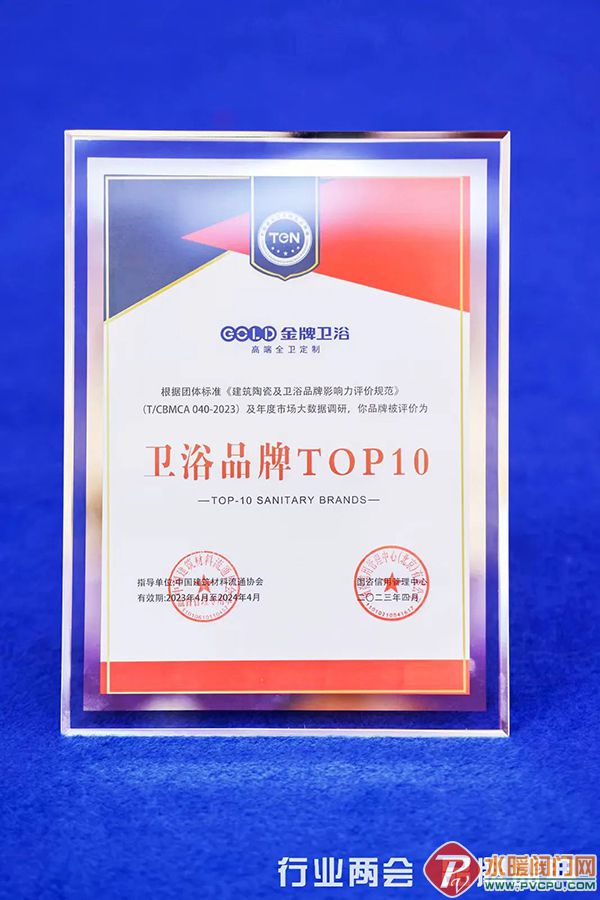 TEN
GOLD 金牌卫浴
高端全卫定制
根据团体标准《建筑陶瓷及卫浴品牌影响力评价规范》
（T/CBMCA 040-2023）及年度市场大数据调研，你品牌被评价为
卫浴品牌TOP10
—TOP-10 SANITARY BRANDS—
指导单位:中国建筑材料流通协会
有效期:2023年4月至2024年4月
国咨信用管理中心
二〇二三年四月
行业两会
水暖阀门网
WWW.PVCPU.COM